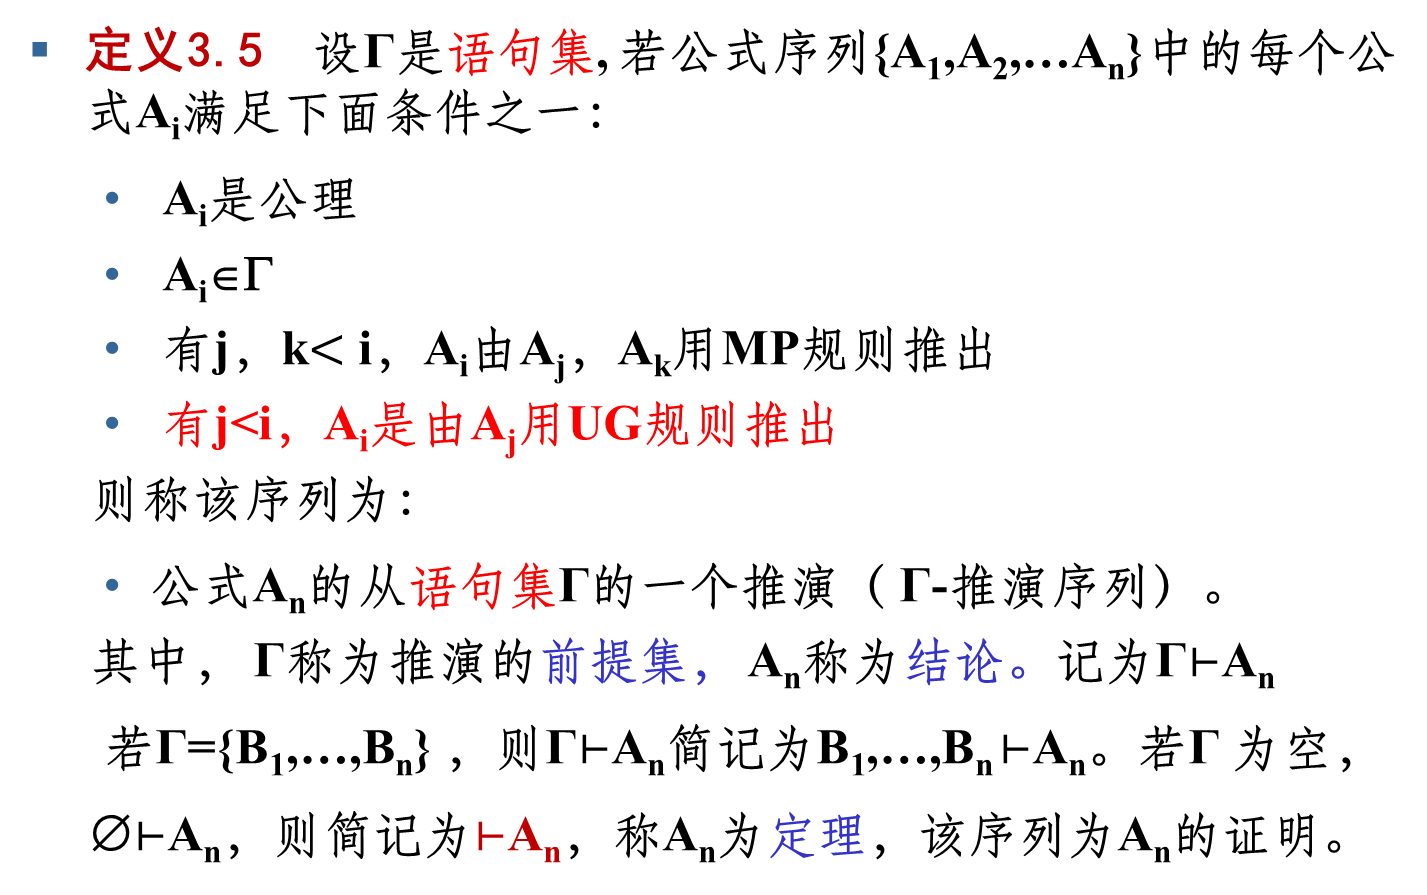 定义3.5 设Γ是语句集,若公式序列{A₁,A₂,…Aₙ}中的每个公
式Aᵢ满足下面条件之一：
• Aᵢ是公理
• Aᵢ∈Γ
• 有j，k< i，Aᵢ由Aⱼ，Aₖ用MP规则推出
• 有j<i，Aᵢ是由Aⱼ用UG规则推出
则称该序列为：
• 公式Aₙ的从语句集Γ的一个推演（Γ-推演序列）。
其中，Γ称为推演的前提集，Aₙ称为结论。记为Γ⊢Aₙ
若Γ={B₁,…,Bₙ}，则Γ⊢Aₙ简记为B₁,…,Bₙ⊢Aₙ。若Γ为空，
∅⊢Aₙ，则简记为⊢Aₙ，称Aₙ为定理，该序列为Aₙ的证明。